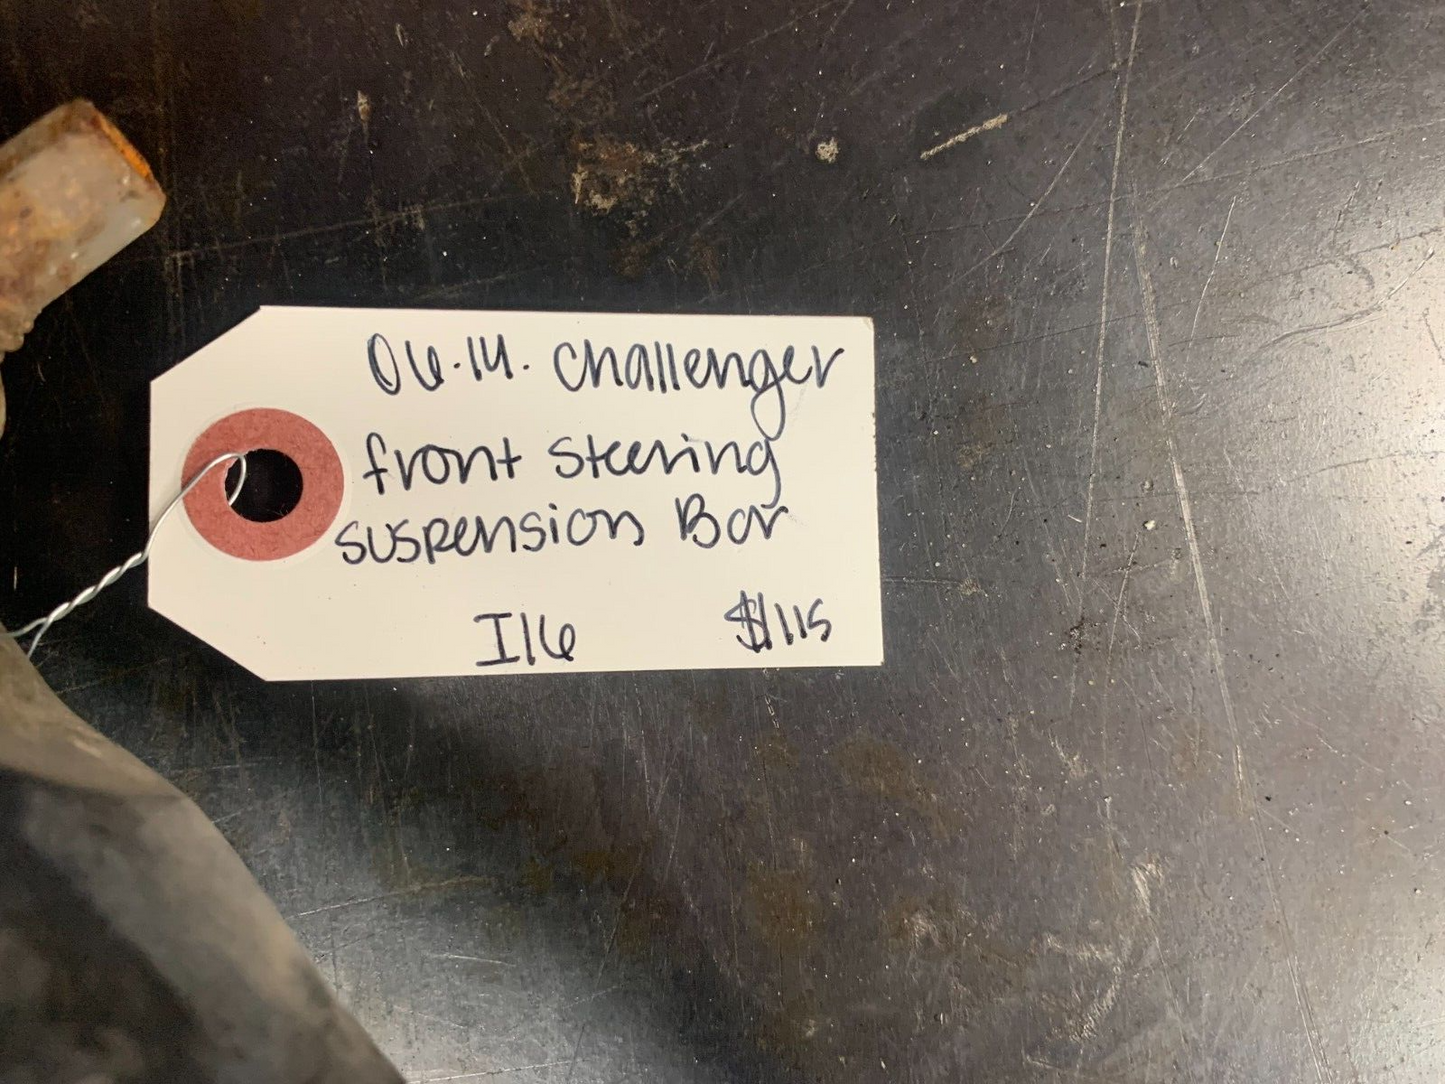 06.14. Challenger
front steering
suspension Bar
I16 $115